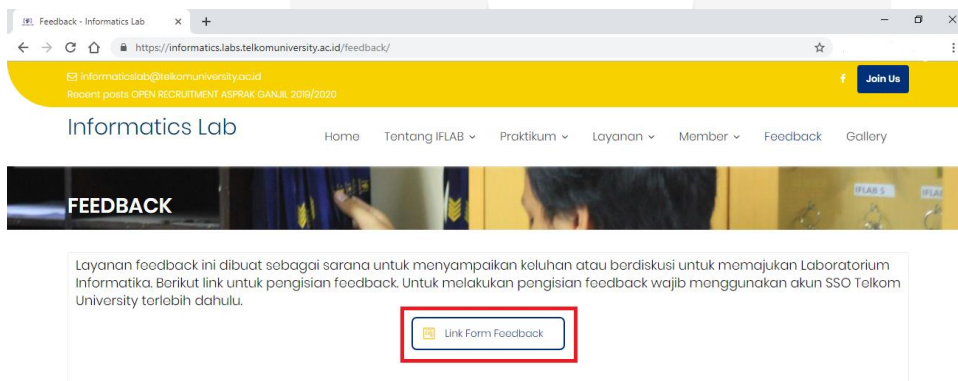 Feedback - Informatics Lab
https://informatics.labs.telkomuniversity.ac.id/feedback/
informaticslab@telkomuniversity.ac.id
Join Us
Recent posts OPEN RECRUITMENT ASPRAK GANJIL 2019/2020
Informatics Lab
Home Tentang IFLAB Praktikum Layanan Member Feedback Gallery
IFLAB 5 IFLAB
FEEDBACK
Layanan feedback ini dibuat sebagai sarana untuk menyampaikan keluhan atau berdiskusi untuk memajukan Laboratorium
Informatika. Berikut link untuk pengisian feedback. Untuk melakukan pengisian feedback wajib menggunakan akun SSO Telkom
University terlebih dahulu.
Link Form Feedback